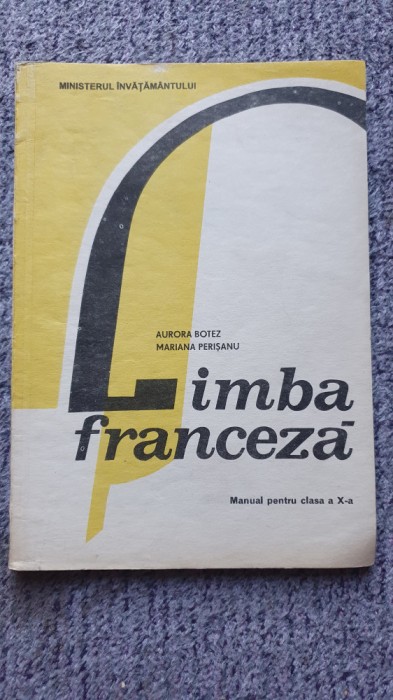 MINISTERUL ÎNVĂȚĂMÂNTULUI
AURORA BOTEZ
MARIANA PERIȘANU
Limba
franceză
Manual pentru clasa a X-a